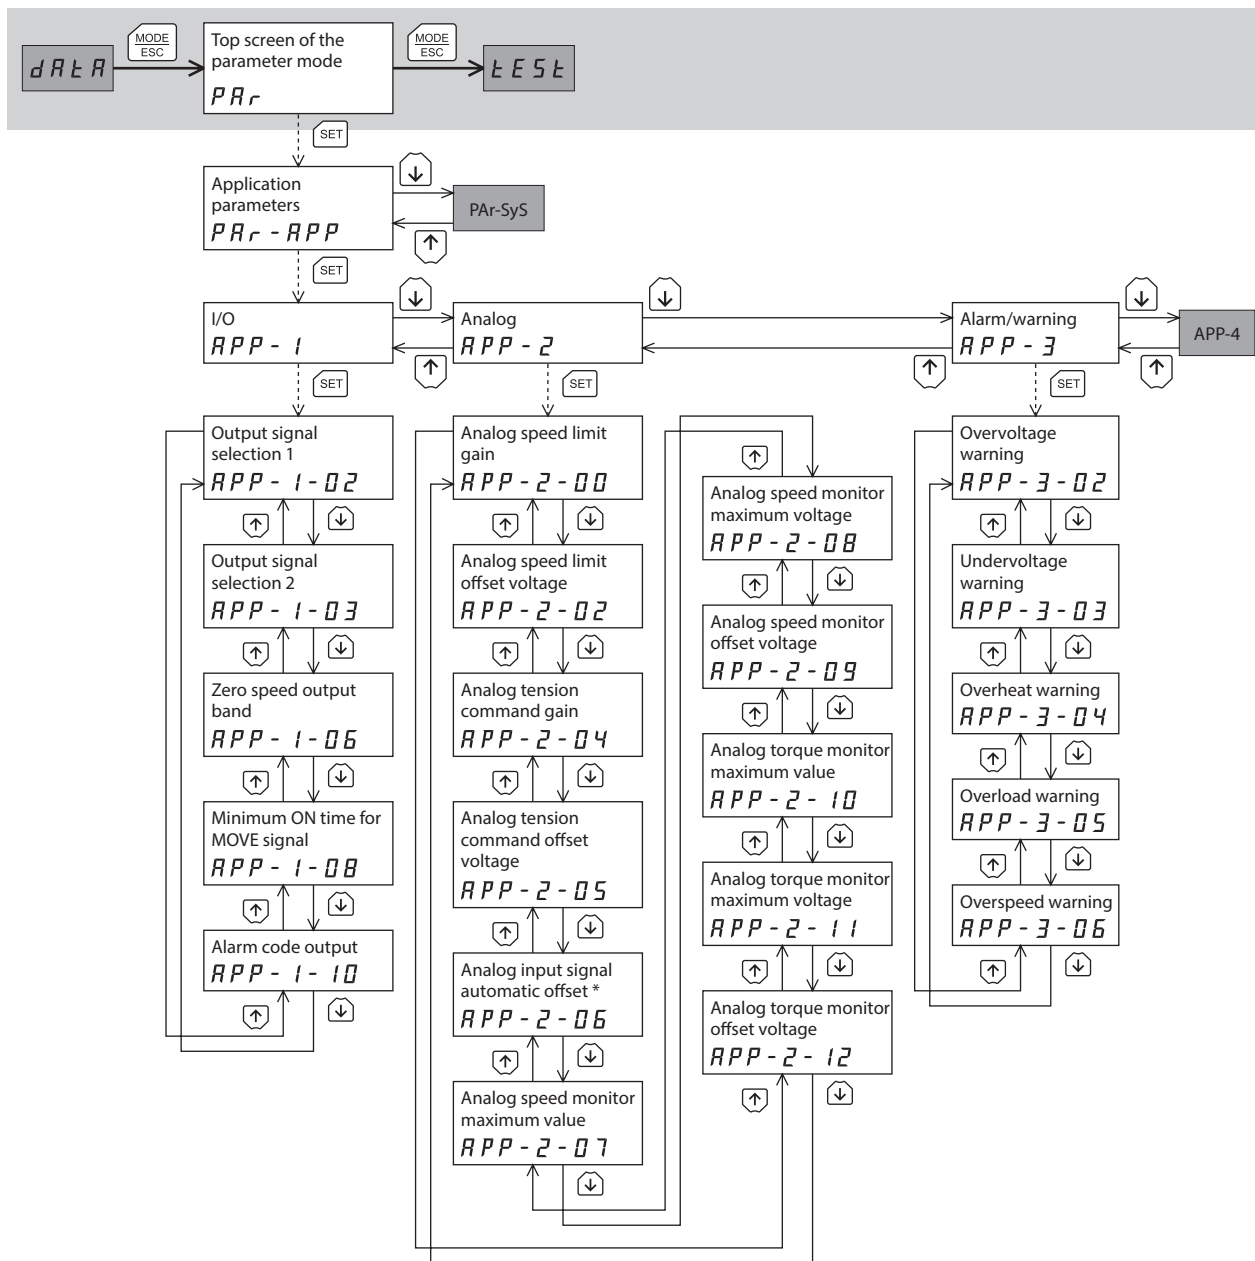 MODE
ESC
MODE
ESC
dAtA
Top screen of the
parameter mode
PAr
tESt
SET
Application
parameters
PAr-APP
PAr-SyS
SET
I/O
APP-1
Analog
APP-2
Alarm/warning
APP-3
APP-4
SET
SET
SET
Output signal
selection 1
APP-1-02
Output signal
selection 2
APP-1-03
Zero speed output
band
APP-1-06
Minimum ON time for
MOVE signal
APP-1-08
Alarm code output
APP-1-10
Analog speed limit
gain
APP-2-00
Analog speed limit
offset voltage
APP-2-02
Analog tension
command gain
APP-2-04
Analog tension
command offset
voltage
APP-2-05
Analog input signal
automatic offset *
APP-2-06
Analog speed monitor
maximum value
APP-2-07
Analog speed monitor
maximum voltage
APP-2-08
Analog speed monitor
offset voltage
APP-2-09
Analog torque monitor
maximum value
APP-2-10
Analog torque monitor
maximum voltage
APP-2-11
Analog torque monitor
offset voltage
APP-2-12
Overvoltage
warning
APP-3-02
Undervoltage
warning
APP-3-03
Overheat warning
APP-3-04
Overload warning
APP-3-05
Overspeed warning
APP-3-06